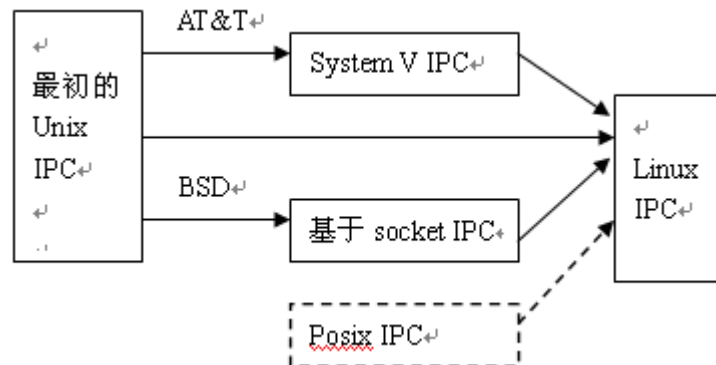 AT&T
最初的
Unix
IPC
System V IPC
BSD
基于 socket IPC
Linux
IPC
Posix IPC